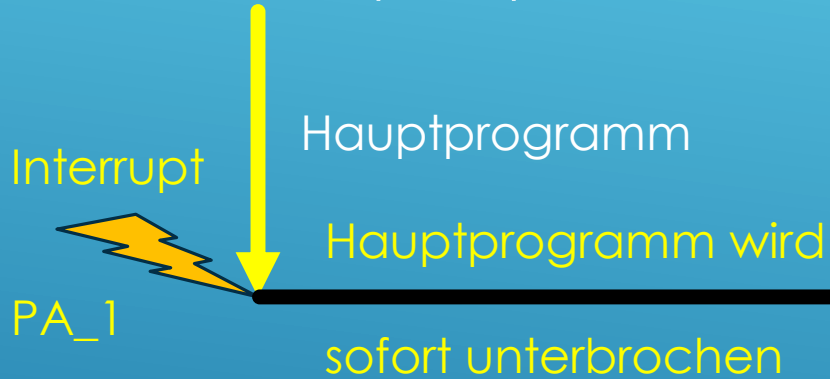 Hauptprogramm
Interrupt
Hauptprogramm wird
PA_1
sofort unterbrochen